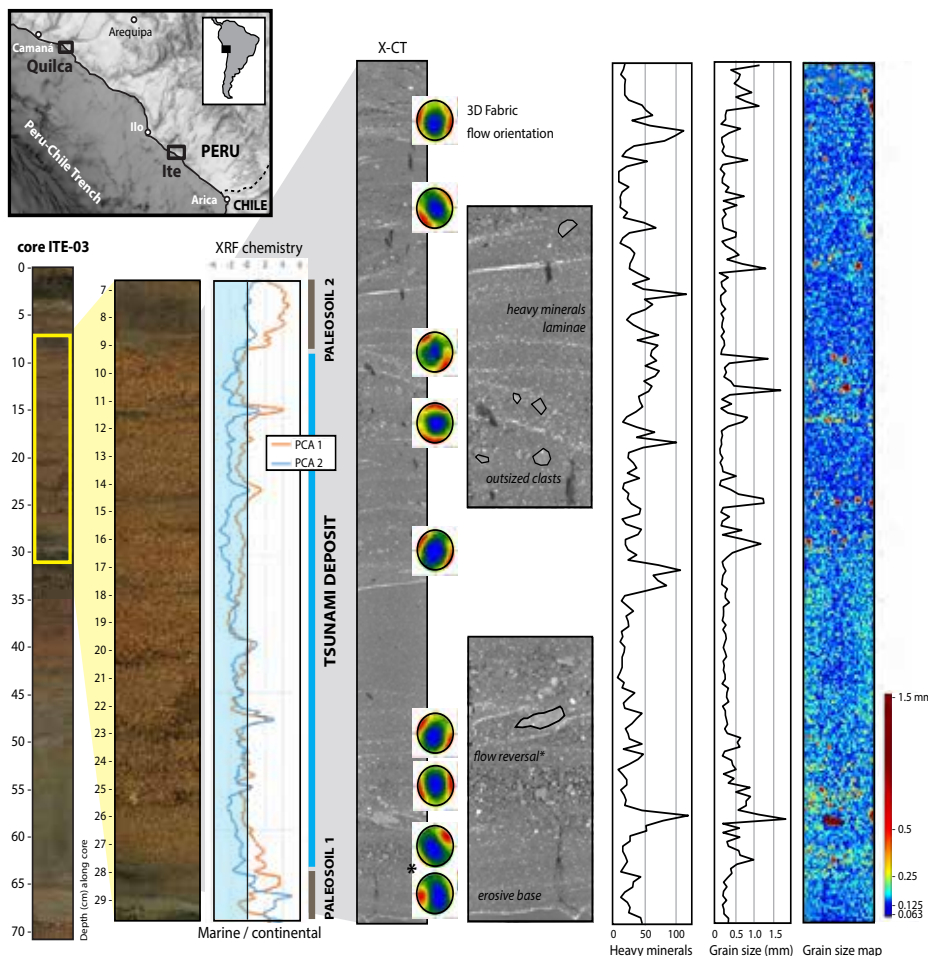 Camaná
Arequipa
Quilca
Ilo
PERU
Ite
Peru-Chile Trench
Arica
CHILE
core ITE-03
0
5
10
15
20
25
30
35
40
45
50
55
60
65
70
Depth (cm) along core
7
8
9
10
11
12
13
14
15
16
17
18
19
20
21
22
23
24
25
26
27
28
29
XRF chemistry
-2
2
4
6
PCA 1
PCA 2
Marine / continental
PALEOSOIL 2
TSUNAMI DEPOSIT
PALEOSOIL 1
X-CT
3D Fabric
flow orientation
heavy minerals
laminae
outsized clasts
flow reversal*
*
erosive base
0 50 100
Heavy minerals
0 0.5 1.0 1.5
Grain size (mm)
1.5 mm
0.5
0.25
0.125
0.063
Grain size map